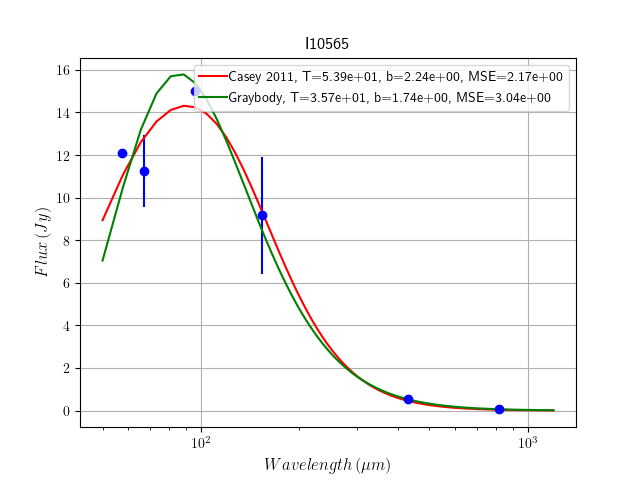 I10565
Casey 2011, T=5.39e+01, b=2.24e+00, MSE=2.17e+00
Graybody, T=3.57e+01, b=1.74e+00, MSE=3.04e+00
16
14
12
10
8
6
4
2
0
Flux (Jy)
10² 10³
Wavelength (μm)